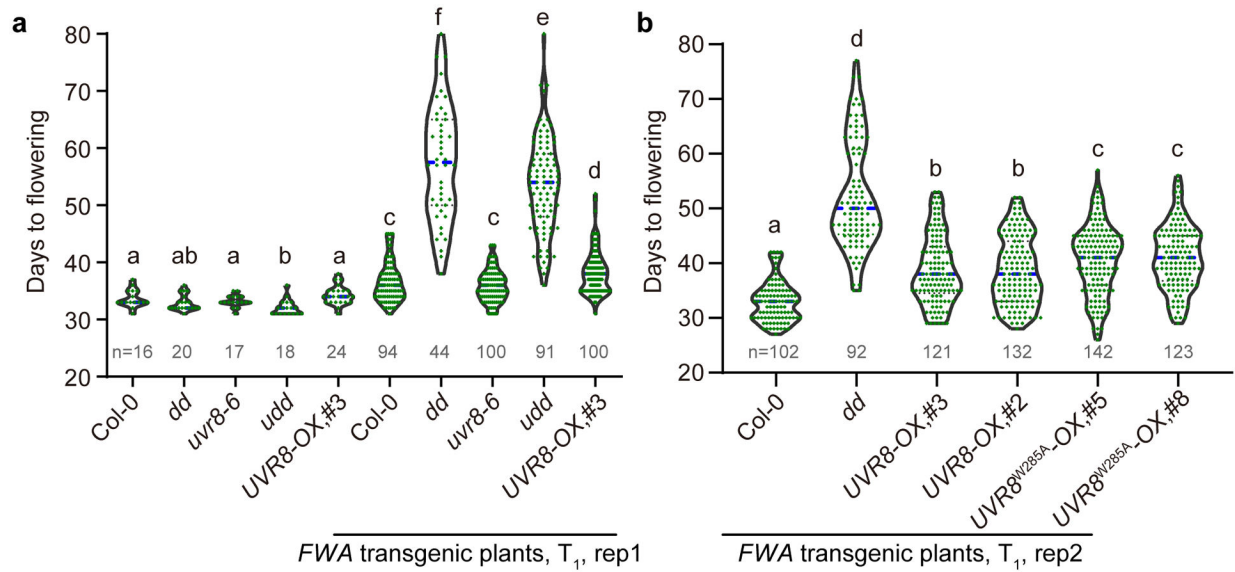 a
f
e
d
c
c
a
ab
a
b
a
Days to flowering
80
70
60
50
40
30
20
n=16 20 17 18 24 94 44 100 91 100
Col-0 dd uvr8-6 udd UVR8-OX,#3 Col-0 dd uvr8-6 udd UVR8-OX,#3
FWA transgenic plants, T₁, rep1
b
d
b
b
c
c
a
Days to flowering
80
70
60
50
40
30
20
n=102 92 121 132 142 123
Col-0 dd UVR8-OX,#3 UVR8-OX,#2 UVR8ᵂ²⁸⁵ᴬ-OX,#5 UVR8ᵂ²⁸⁵ᴬ-OX,#8
FWA transgenic plants, T₁, rep2